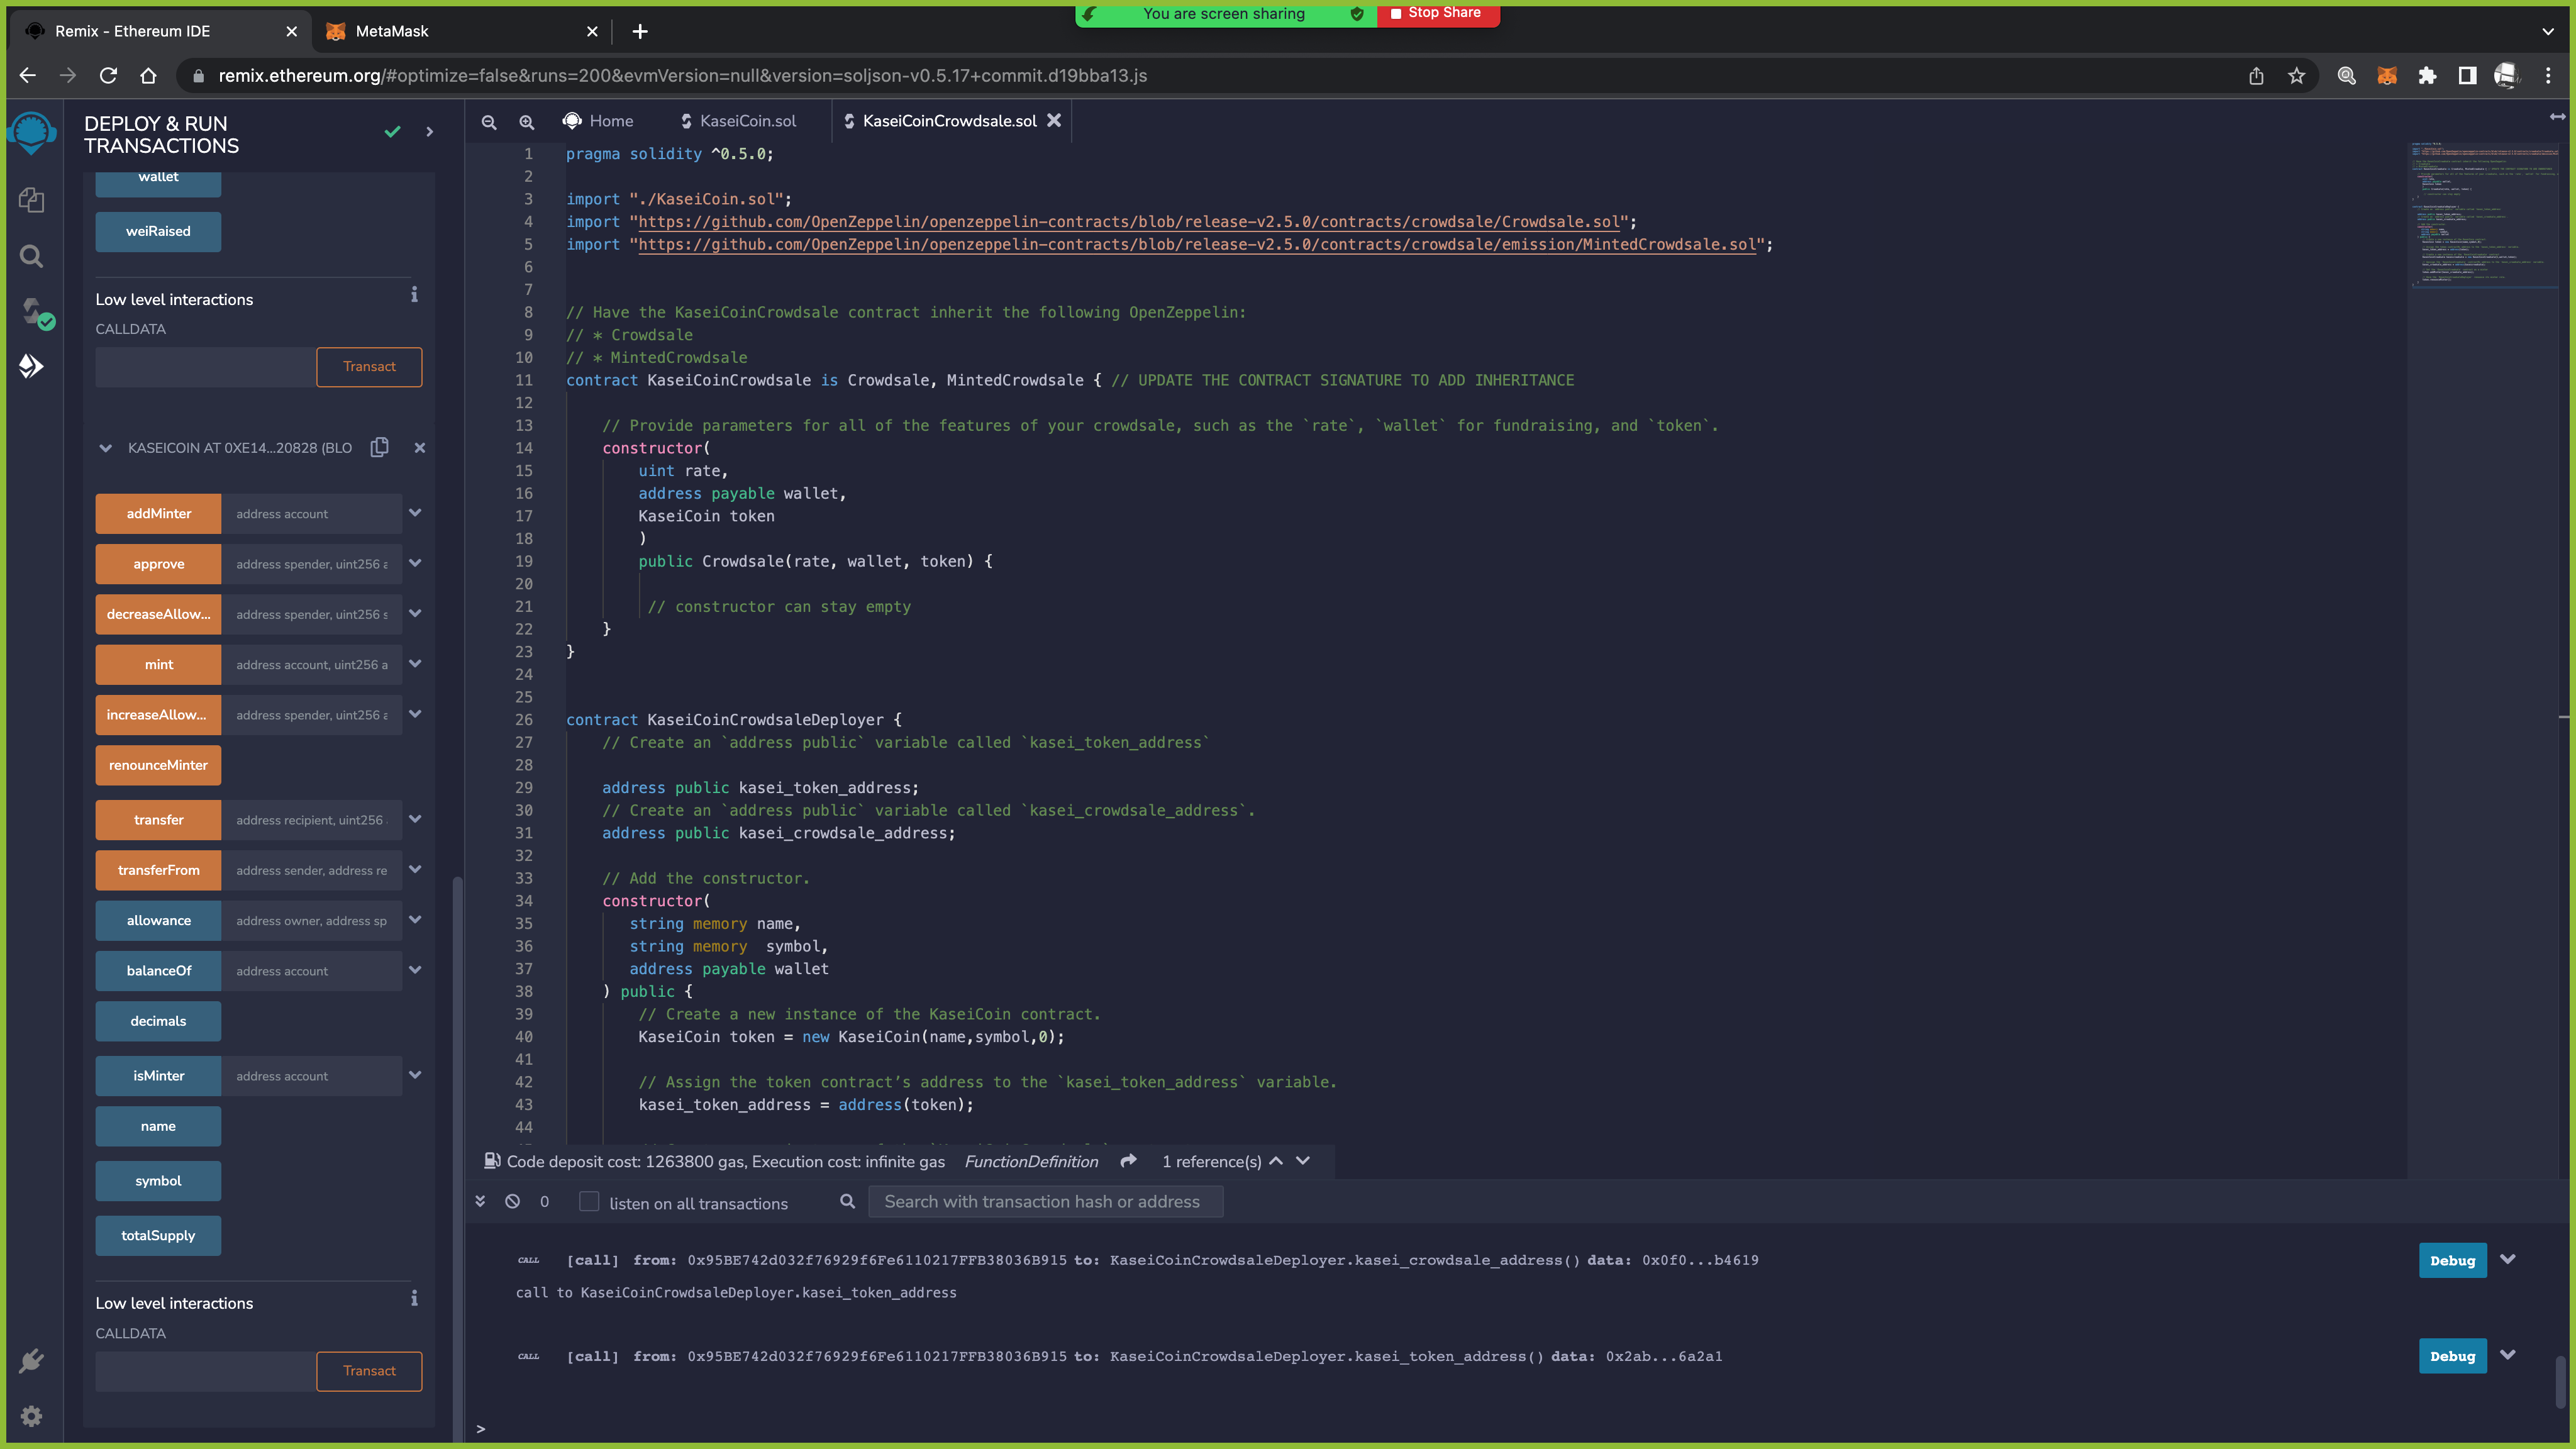 You are screen sharing
Stop Share
Remix - Ethereum IDE
MetaMask
remix.ethereum.org/#optimize=false&runs=200&evmVersion=null&version=soljson-v0.5.17+commit.d19bba13.js
DEPLOY & RUN
TRANSACTIONS
wallet
weiRaised
Low level interactions
CALLDATA
Transact
KASEICOIN AT 0XE14...20828 (BLO
addMinter address account
approve address spender, uint256 a
decreaseAllow... address spender, uint256 s
mint address account, uint256 a
increaseAllow... address spender, uint256 a
renounceMinter
transfer address recipient, uint256
transferFrom address sender, address re
allowance address owner, address sp
balanceOf address account
decimals
isMinter address account
name
symbol
totalSupply
Low level interactions
CALLDATA
Transact
Home KaseiCoin.sol KaseiCoinCrowdsale.sol
1 pragma solidity ^0.5.0;
2
3 import "./KaseiCoin.sol";
4 import "https://github.com/OpenZeppelin/openzeppelin-contracts/blob/release-v2.5.0/contracts/crowdsale/Crowdsale.sol";
5 import "https://github.com/OpenZeppelin/openzeppelin-contracts/blob/release-v2.5.0/contracts/crowdsale/emission/MintedCrowdsale.sol";
6
7
8 // Have the KaseiCoinCrowdsale contract inherit the following OpenZeppelin:
9 // * Crowdsale
10 // * MintedCrowdsale
11 contract KaseiCoinCrowdsale is Crowdsale, MintedCrowdsale { // UPDATE THE CONTRACT SIGNATURE TO ADD INHERITANCE
12
13 // Provide parameters for all of the features of your crowdsale, such as the `rate`, `wallet` for fundraising, and `token`.
14 constructor(
15 uint rate,
16 address payable wallet,
17 KaseiCoin token
18 )
19 public Crowdsale(rate, wallet, token) {
20
21 // constructor can stay empty
22 }
23 }
24
25
26 contract KaseiCoinCrowdsaleDeployer {
27 // Create an `address public` variable called `kasei_token_address`
28
29 address public kasei_token_address;
30 // Create an `address public` variable called `kasei_crowdsale_address`.
31 address public kasei_crowdsale_address;
32
33 // Add the constructor.
34 constructor(
35 string memory name,
36 string memory symbol,
37 address payable wallet
38 ) public {
39 // Create a new instance of the KaseiCoin contract.
40 KaseiCoin token = new KaseiCoin(name,symbol,0);
41
42 // Assign the token contract’s address to the `kasei_token_address` variable.
43 kasei_token_address = address(token);
44
Code deposit cost: 1263800 gas, Execution cost: infinite gas FunctionDefinition 1 reference(s)
0 listen on all transactions Search with transaction hash or address
CALL [call] from: 0x95BE742d032f76929f6Fe6110217FFB38036B915 to: KaseiCoinCrowdsaleDeployer.kasei_crowdsale_address() data: 0x0f0...b4619 Debug
call to KaseiCoinCrowdsaleDeployer.kasei_token_address
CALL [call] from: 0x95BE742d032f76929f6Fe6110217FFB38036B915 to: KaseiCoinCrowdsaleDeployer.kasei_token_address() data: 0x2ab...6a2a1 Debug
>